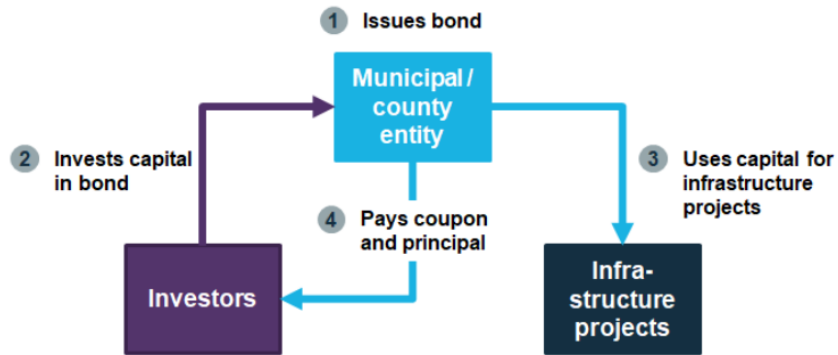 1 Issues bond
Municipal/
county
entity
2 Invests capital
in bond
3 Uses capital for
infrastructure
projects
4 Pays coupon
and principal
Investors
Infra-
structure
projects